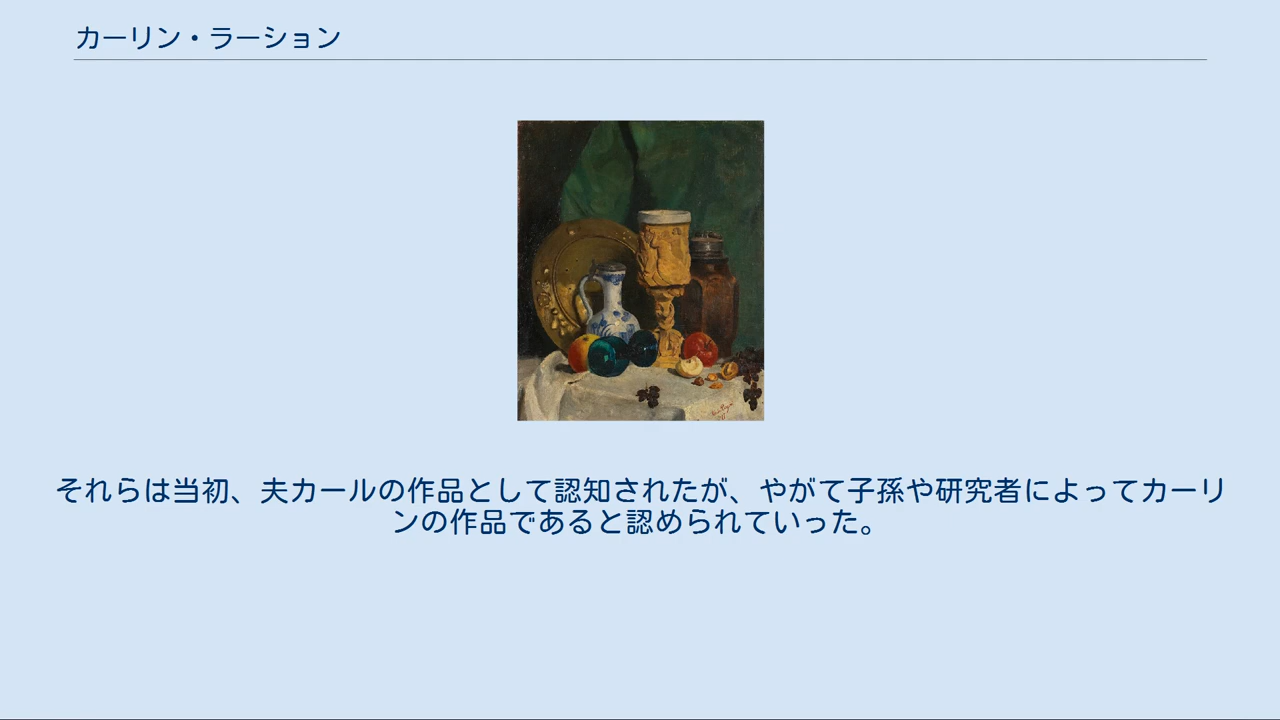 カーリン・ラーション
それらは当初、夫カールの作品として認知されたが、やがて子孫や研究者によってカーリ
ンの作品であると認められていった。